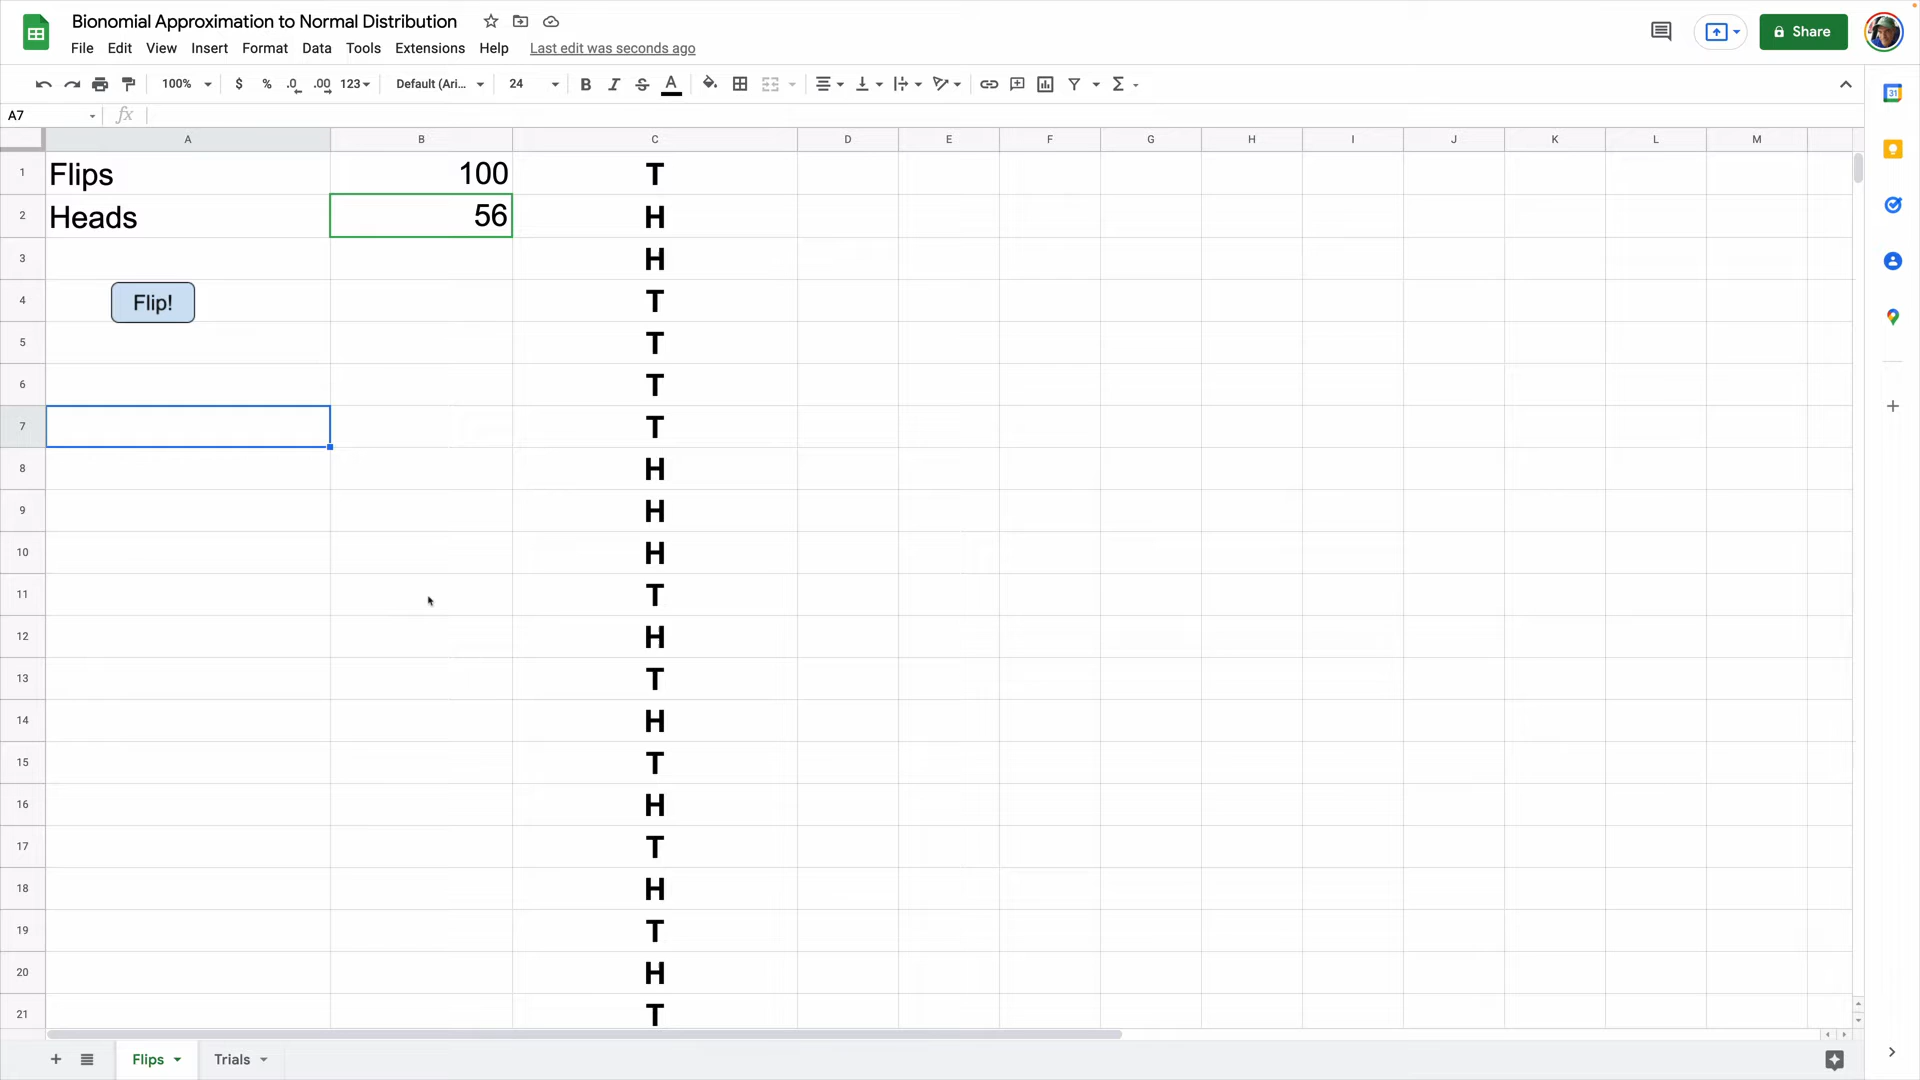 Bionomial Approximation to Normal Distribution
File Edit View Insert Format Data Tools Extensions Help Last edit was seconds ago
Share
100% $ % .0 .00 123 Default (Ari... 24 B I S A Σ
31
A7 fx
A B C D E F G H I J K L M
1 Flips 100 T
2 Heads 56 H
3 H
4 Flip! T
5 T
6 T
7 T
8 H
9 H
10 H
11 T
12 H
13 T
14 H
15 T
16 H
17 T
18 H
19 T
20 H
21 T
+ Flips Trials